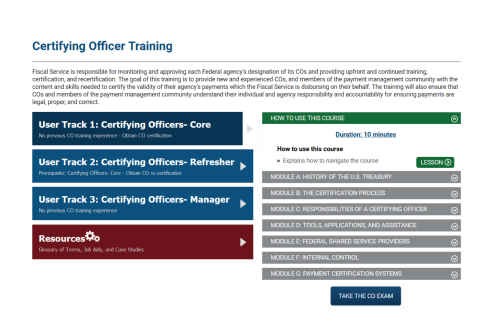 Certifying Officer Training
Fiscal Service is responsible for monitoring and approving each Federal agency's designation of its COs and providing upfront and continued training,
certification, and recertification. The goal of this training is to provide new and experienced COs, and members of the payment management community with the
content and skills needed to certify the validity of their agency's payments which the Fiscal Service is disbursing on their behalf. The training will also ensure that
COs and members of the payment management community understand their individual and agency responsibility and accountability for ensuring payments are
legal, proper, and correct.
User Track 1: Certifying Officers- Core
No previous CO training experience - Obtain CO certification
User Track 2: Certifying Officers- Refresher
Prerequisite: Certifying Officers- Core - Obtain CO re-certification
User Track 3: Certifying Officers- Manager
No previous CO training experience
Resources
Glossary of Terms, Job Aids, and Case Studies
HOW TO USE THIS COURSE
Duration: 10 minutes
How to use this course
• Explains how to navigate the course
LESSON
MODULE A: HISTORY OF THE U.S. TREASURY
MODULE B: THE CERTIFICATION PROCESS
MODULE C: RESPONSIBILITIES OF A CERTIFYING OFFICER
MODULE D: TOOLS, APPLICATIONS, AND ASSISTANCE
MODULE E: FEDERAL SHARED SERVICE PROVIDERS
MODULE F: INTERNAL CONTROL
MODULE G: PAYMENT CERTIFICATION SYSTEMS
TAKE THE CO EXAM